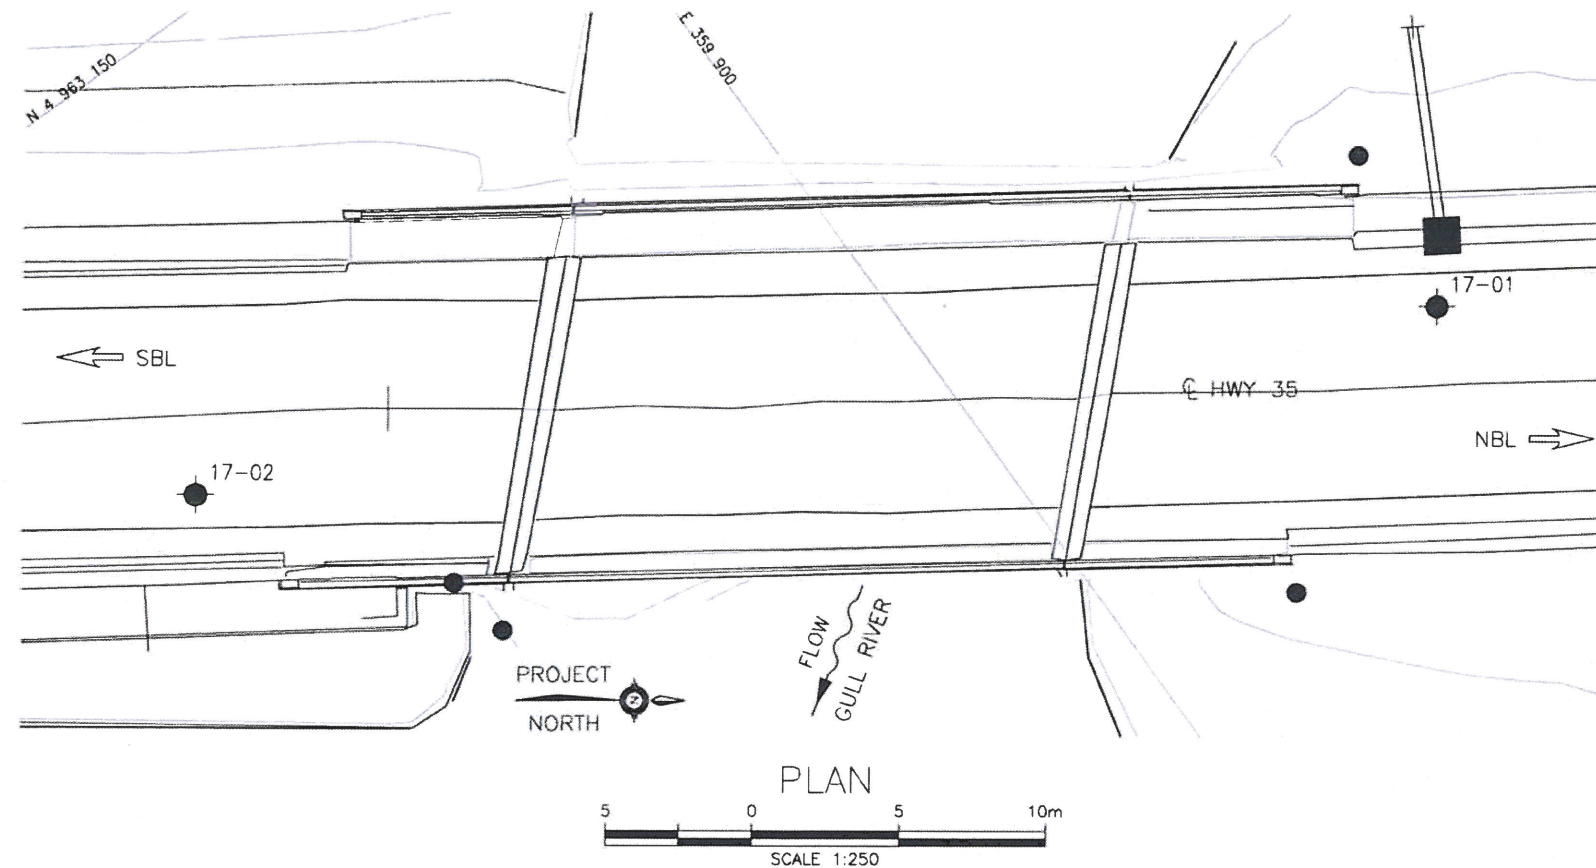 N 4 963 150
E 359 900
17-01
SBL
℄ HWY 35
NBL
17-02
FLOW
GULL RIVER
PROJECT
N
NORTH
PLAN
5 0 5 10m
SCALE 1:250